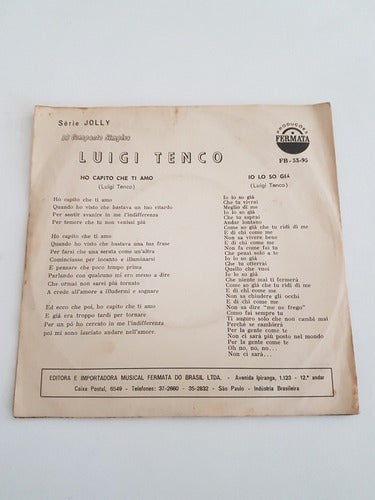 Série JOLLY
33 Compacto Simples
LUIGI TENCO
PRODUÇÕES
FERMATA
FB - 33-95
HO CAPITO CHE TI AMO
(Luigi Tenco)
Ho capito che ti amo
Quando ho visto che bastava un tuo ritardo
Per sentir svanire in me l'indifferenza
Per temere che tu non venissi più
Ho capito che ti amo
Quando ho visto che bastava una tua frase
Per farsi che una serata come un'altra
Cominciasse per incanto e illuminarsi
E pensare che poco tempo prima
Parlando con qualcuno mi ero messo a dire
Che ormai non sarei più tornato
A crede all'amore a illudermi e sognare
Ed ecco che poi, ho capito che ti amo
E già era troppo tardi per tornare
Per un pó ho cercato in me l'indifferenza
poi mi sono lasciato andare nell'amore.
IO LO SO GIÁ
(Luigi Tenco)
Io lo so già
Che tu vivrai
Meglio di me
Io lo so già
Che tu saprai
Andar lontano
Come so già che tu ridi di me
E di chi come me
Non sa vivere bene
E di chi come me
Non fa come fai tu
Che pensi solo a te
Io lo so già
Che tu otterrai
Quello che vuoi
Io lo so già
Che niente mai ti fermerá
Come so già che tu ridi di me
E di chi come me
Non sa chiudere gli occhi
E di chi come me
Non sa dire "me ne frego"
Come fai sempre tu
Ti auguro solo che non cambi mai
Perchè se cambierà
Per la gente come te
Non ci sará più posto nel mondo
Per la gente come te
Oh no, no, no...
Non ci sará...
EDITORA E IMPORTADORA MUSICAL FERMATA DO BRASIL LTDA. - Avenida Ipiranga, 1.123 - 12.º andar
Caixa Postal, 6549 - Telefones: 37-2660 - 35-2832 - São Paulo - Indústria Brasileira